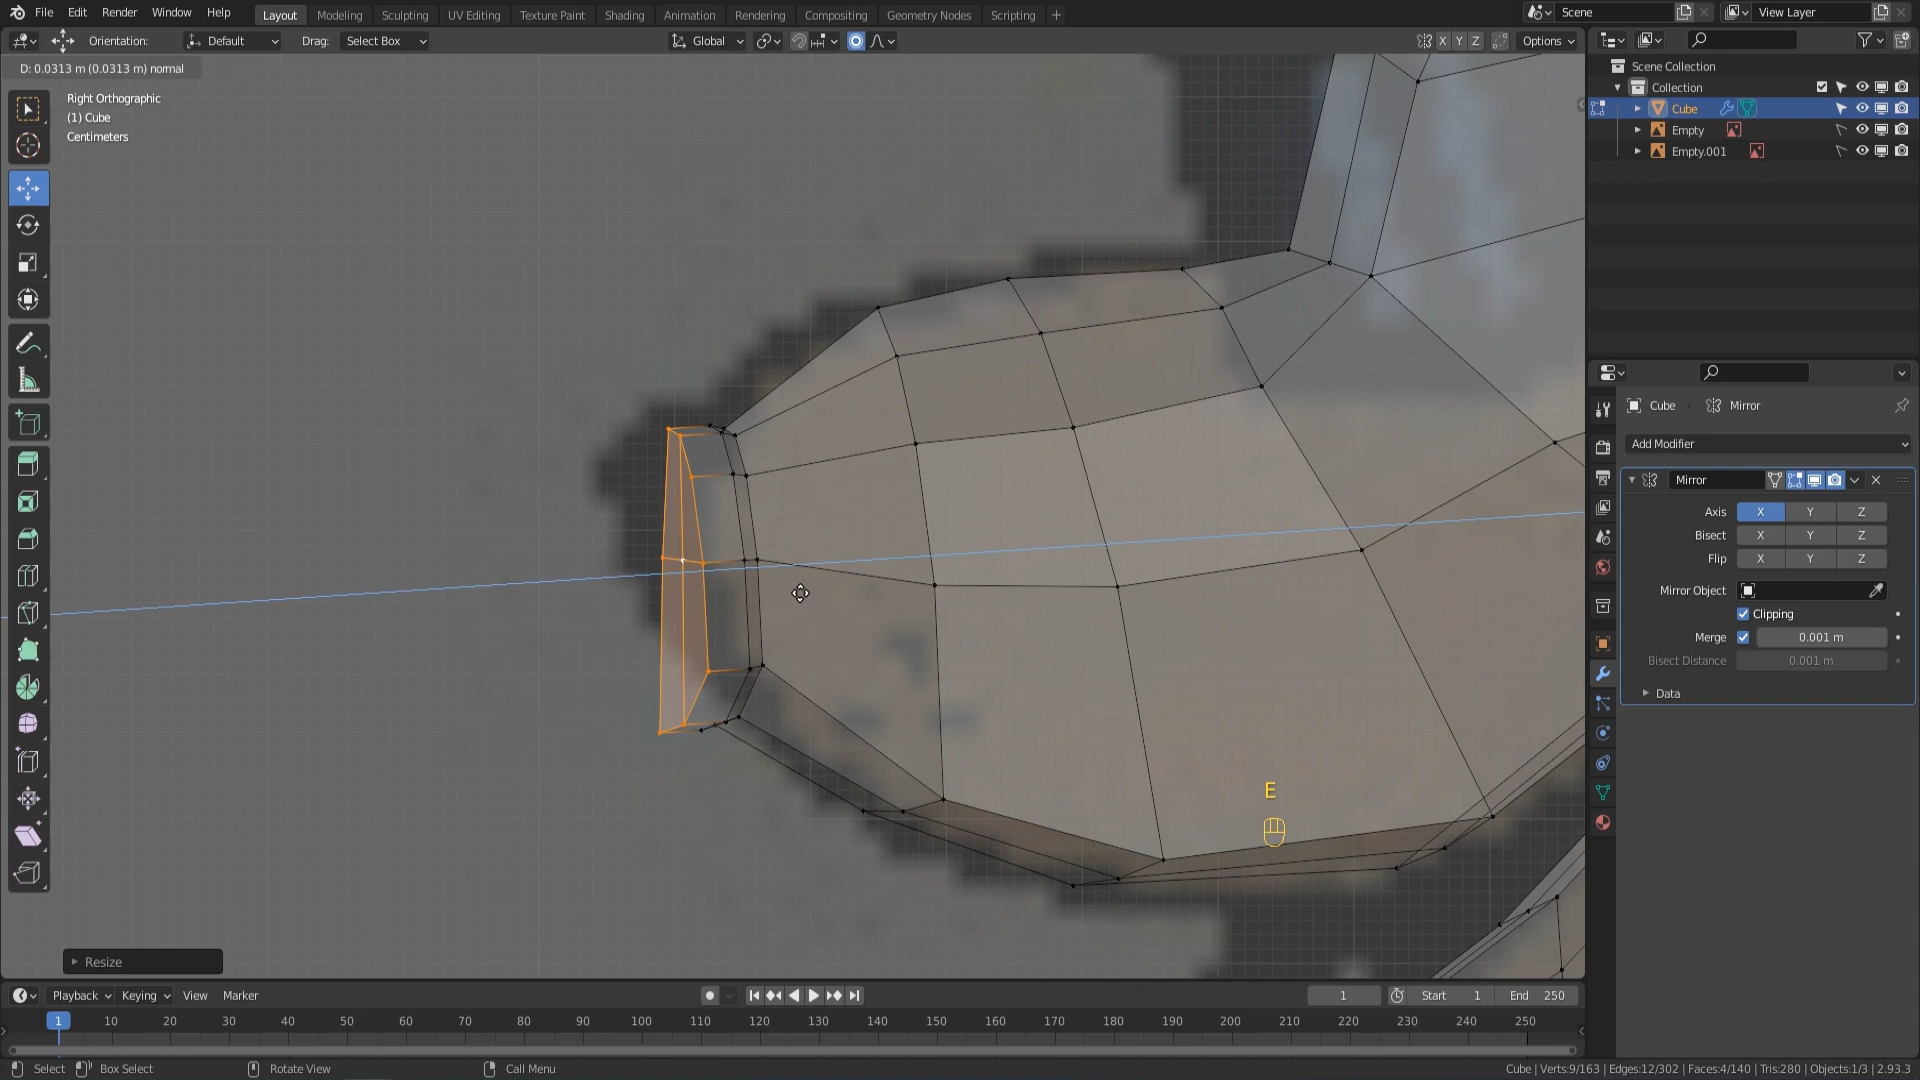 File Edit Render Window Help Layout Modeling Sculpting UV Editing Texture Paint Shading Animation Rendering Compositing Geometry Nodes Scripting + Scene View Layer
Orientation: Default Drag: Select Box Global X Y Z Options
D: 0.0313 m (0.0313 m) normal
Right Orthographic
(1) Cube
Centimeters
Scene Collection
Collection
Cube
Empty
Empty.001
Cube Mirror
Add Modifier
Mirror
Axis X Y Z
Bisect X Y Z
Flip X Y Z
Mirror Object
Clipping
Merge 0.001 m
Bisect Distance 0.001 m
Data
E
Resize
Playback Keying View Marker 1 Start 1 End 250
1 10 20 30 40 50 60 70 80 90 100 110 120 130 140 150 160 170 180 190 200 210 220 230 240 250
Select Box Select Rotate View Call Menu Cube | Verts:9/163 | Edges:12/302 | Faces:4/140 | Tris:280 | Objects:1/3 | 2.93.3